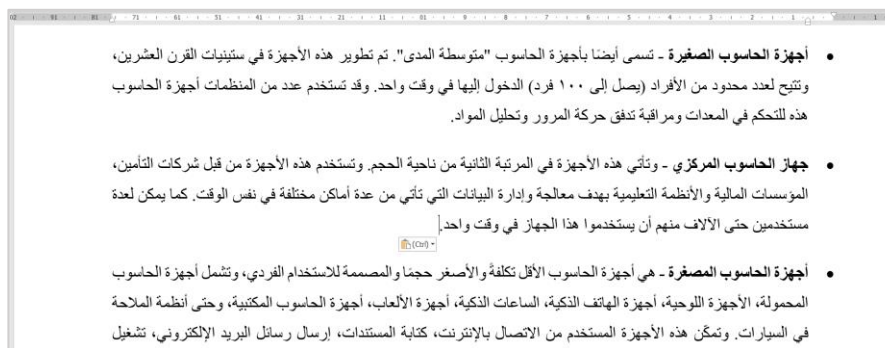 • أجهزة الحاسوب الصغيرة - تسمى أيضًا بأجهزة الحاسوب "متوسطة المدى". تم تطوير هذه الأجهزة في ستينيات القرن العشرين،
وتتيح لعدد محدود من الأفراد (يصل إلى ١٠٠ فرد) الدخول إليها في وقت واحد. وقد تستخدم عدد من المنظمات أجهزة الحاسوب
هذه للتحكم في المعدات ومراقبة تدفق حركة المرور وتحليل المواد.
• جهاز الحاسوب المركزي - وتأتي هذه الأجهزة في المرتبة الثانية من ناحية الحجم. وتستخدم هذه الأجهزة من قبل شركات التأمين،
المؤسسات المالية والأنظمة التعليمية بهدف معالجة وإدارة البيانات التي تأتي من عدة أماكن مختلفة في نفس الوقت. كما يمكن لعدة
مستخدمين حتى الآلاف منهم أن يستخدموا هذا الجهاز في وقت واحد.
(Ctrl)
• أجهزة الحاسوب المصغرة - هي أجهزة الحاسوب الأقل تكلفةً والأصغر حجمًا والمصممة للاستخدام الفردي، وتشمل أجهزة الحاسوب
المحمولة، الأجهزة اللوحية، أجهزة الهاتف الذكية، الساعات الذكية، أجهزة الألعاب، أجهزة الحاسوب المكتبية، وحتى أنظمة الملاحة
في السيارات. وتمكّن هذه الأجهزة المستخدم من الاتصال بالإنترنت، كتابة المستندات، إرسال رسائل البريد الإلكتروني، تشغيل